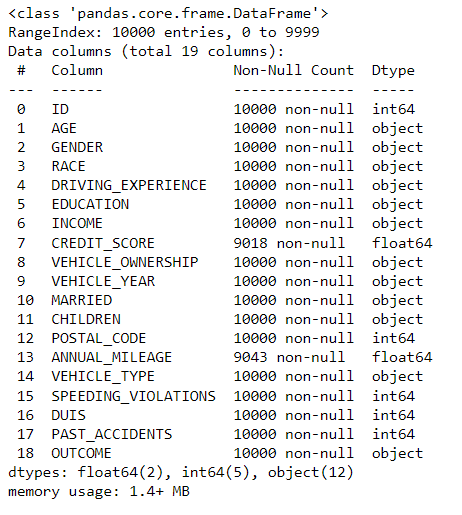 <class 'pandas.core.frame.DataFrame'>
RangeIndex: 10000 entries, 0 to 9999
Data columns (total 19 columns):
 #   Column               Non-Null Count  Dtype
---  ------               --------------  -----
 0   ID                   10000 non-null  int64
 1   AGE                  10000 non-null  object
 2   GENDER               10000 non-null  object
 3   RACE                 10000 non-null  object
 4   DRIVING_EXPERIENCE   10000 non-null  object
 5   EDUCATION            10000 non-null  object
 6   INCOME               10000 non-null  object
 7   CREDIT_SCORE         9018 non-null   float64
 8   VEHICLE_OWNERSHIP    10000 non-null  object
 9   VEHICLE_YEAR         10000 non-null  object
 10  MARRIED              10000 non-null  object
 11  CHILDREN             10000 non-null  object
 12  POSTAL_CODE          10000 non-null  int64
 13  ANNUAL_MILEAGE       9043 non-null   float64
 14  VEHICLE_TYPE         10000 non-null  object
 15  SPEEDING_VIOLATIONS  10000 non-null  int64
 16  DUIS                 10000 non-null  int64
 17  PAST_ACCIDENTS       10000 non-null  int64
 18  OUTCOME              10000 non-null  object
dtypes: float64(2), int64(5), object(12)
memory usage: 1.4+ MB